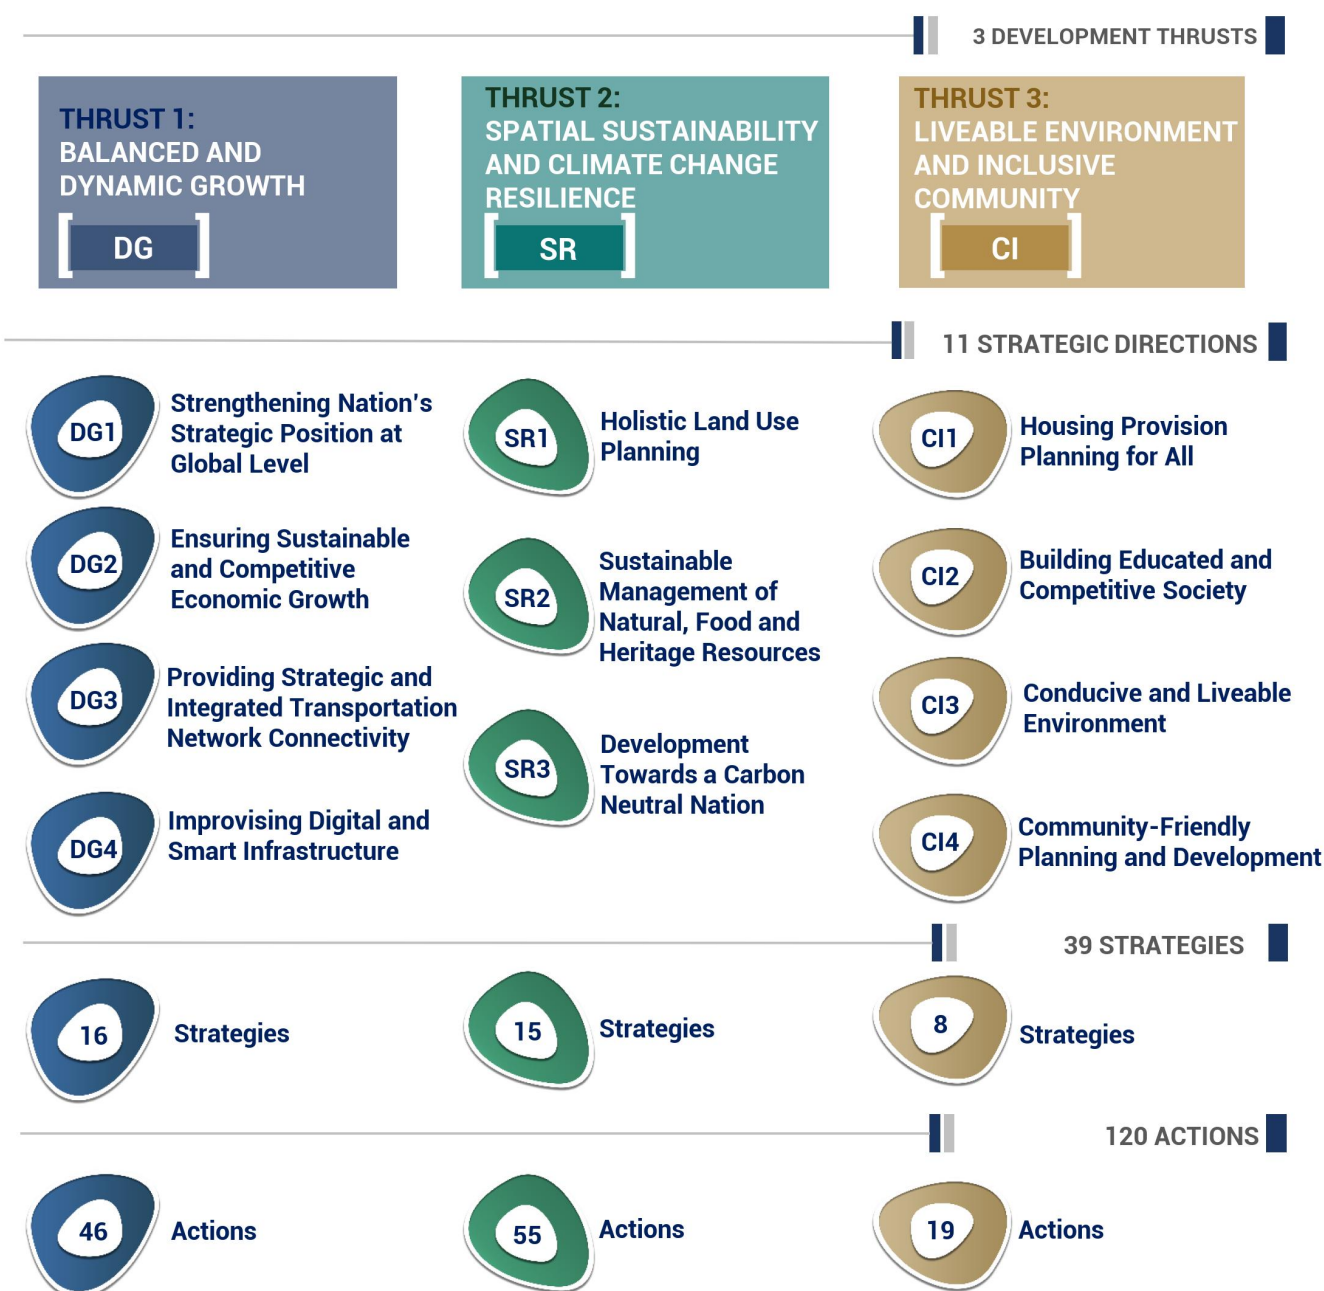 3 DEVELOPMENT THRUSTS
THRUST 1:
BALANCED AND
DYNAMIC GROWTH
DG
THRUST 2:
SPATIAL SUSTAINABILITY
AND CLIMATE CHANGE
RESILIENCE
SR
THRUST 3:
LIVEABLE ENVIRONMENT
AND INCLUSIVE
COMMUNITY
CI
11 STRATEGIC DIRECTIONS
DG1
Strengthening Nation's
Strategic Position at
Global Level
DG2
Ensuring Sustainable
and Competitive
Economic Growth
DG3
Providing Strategic and
Integrated Transportation
Network Connectivity
DG4
Improvising Digital and
Smart Infrastructure
SR1
Holistic Land Use
Planning
SR2
Sustainable
Management of
Natural, Food and
Heritage Resources
SR3
Development
Towards a Carbon
Neutral Nation
CI1
Housing Provision
Planning for All
CI2
Building Educated and
Competitive Society
CI3
Conducive and Liveable
Environment
CI4
Community-Friendly
Planning and Development
39 STRATEGIES
16
Strategies
15
Strategies
8
Strategies
120 ACTIONS
46
Actions
55
Actions
19
Actions